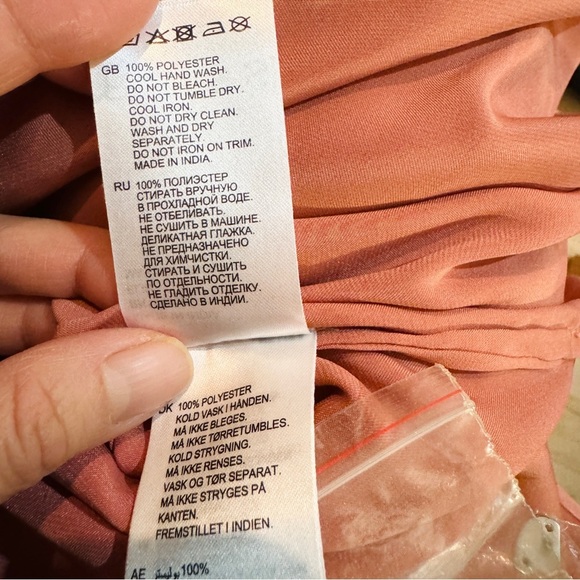 GB 100% POLYESTER
COOL HAND WASH.
DO NOT BLEACH.
DO NOT TUMBLE DRY.
COOL IRON.
DO NOT DRY CLEAN.
WASH AND DRY
SEPARATELY.
DO NOT IRON ON TRIM.
MADE IN INDIA.
RU 100% ПОЛИЭСТЕР
СТИРАТЬ ВРУЧНУЮ
В ПРОХЛАДНОЙ ВОДЕ.
НЕ ОТБЕЛИВАТЬ.
НЕ СУШИТЬ В МАШИНЕ.
ДЕЛИКАТНАЯ ГЛАЖКА.
НЕ ПРЕДНАЗНАЧЕНО
ДЛЯ ХИМЧИСТКИ.
СТИРАТЬ И СУШИТЬ
ПО ОТДЕЛЬНОСТИ.
НЕ ГЛАДИТЬ ОТДЕЛКУ.
СДЕЛАНО В ИНДИИ.
DK 100% POLYESTER
KOLD VASK I HÅNDEN.
MÅ IKKE BLEGES.
MÅ IKKE TØRRETUMBLES.
KOLD STRYGNING.
MÅ IKKE RENSES.
VASK OG TØR SEPARAT.
MÅ IKKE STRYGES PÅ
KANTEN.
FREMSTILLET I INDIEN.
AE 100% بوليستر